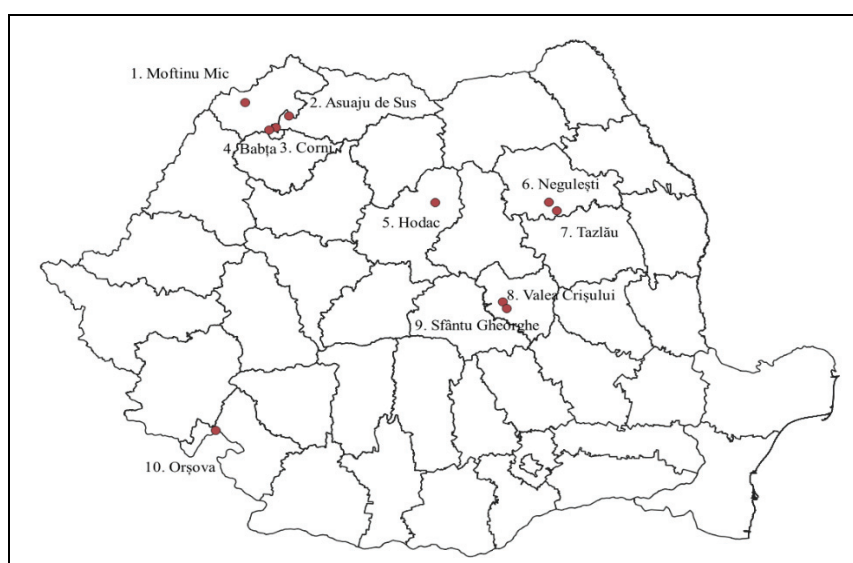 1. Moftinu Mic
2. Asuaju de Sus
4. Babța
3. Corni
5. Hodac
6. Negulești
7. Tazlău
8. Valea Crișului
9. Sfântu Gheorghe
10. Orșova